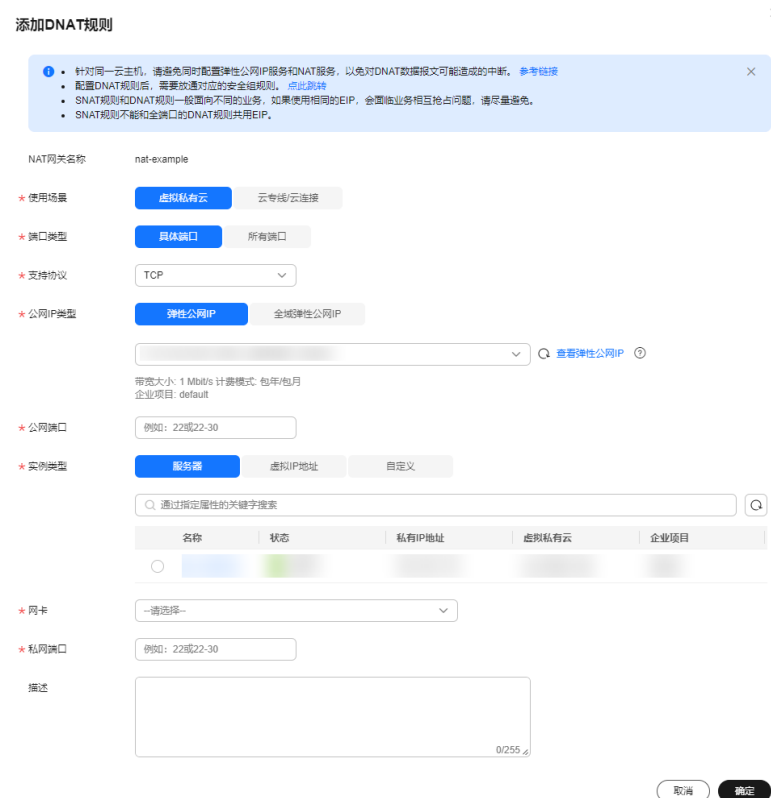 添加DNAT规则
针对同一云主机，请避免同时配置弹性公网IP服务和NAT服务，以免对DNAT数据报文可能造成的中断。 参考链接
配置DNAT规则后，需要放通对应的安全组规则。 点此跳转
SNAT规则和DNAT规则一般面向不同的业务，如果使用相同的EIP，会面临业务相互抢占问题，请尽量避免。
SNAT规则不能和全端口的DNAT规则共用EIP。
NAT网关名称 nat-example
* 使用场景 虚拟私有云 云专线/云连接
* 端口类型 具体端口 所有端口
* 支持协议 TCP
* 公网IP类型 弹性公网IP 全域弹性公网IP
查看弹性公网IP
带宽大小: 1 Mbit/s 计费模式: 包年/包月
企业项目: default
* 公网端口 例如：22或22-30
* 实例类型 服务器 虚拟IP地址 自定义
通过指定属性的关键字搜索
名称 状态 私有IP地址 虚拟私有云 企业项目
* 网卡 --请选择--
* 私网端口 例如：22或22-30
描述
0/255
取消 确定